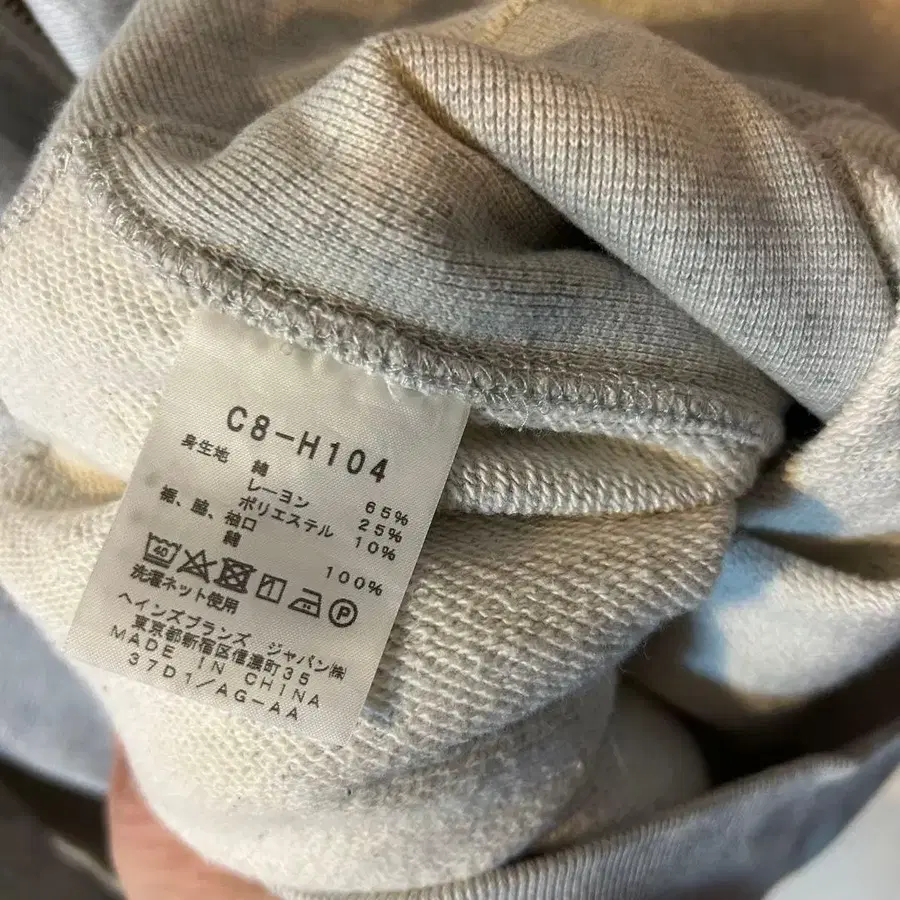 C8-H104
身生地 綿 65%
レーヨン 25%
ポリエステル 10%
裾、脇、袖口
綿 100%
40 P
洗濯ネット使用
ヘインズブランズ ジャパン㈱
東京都新宿区信濃町35
MADE IN CHINA
37D1/AG-AA